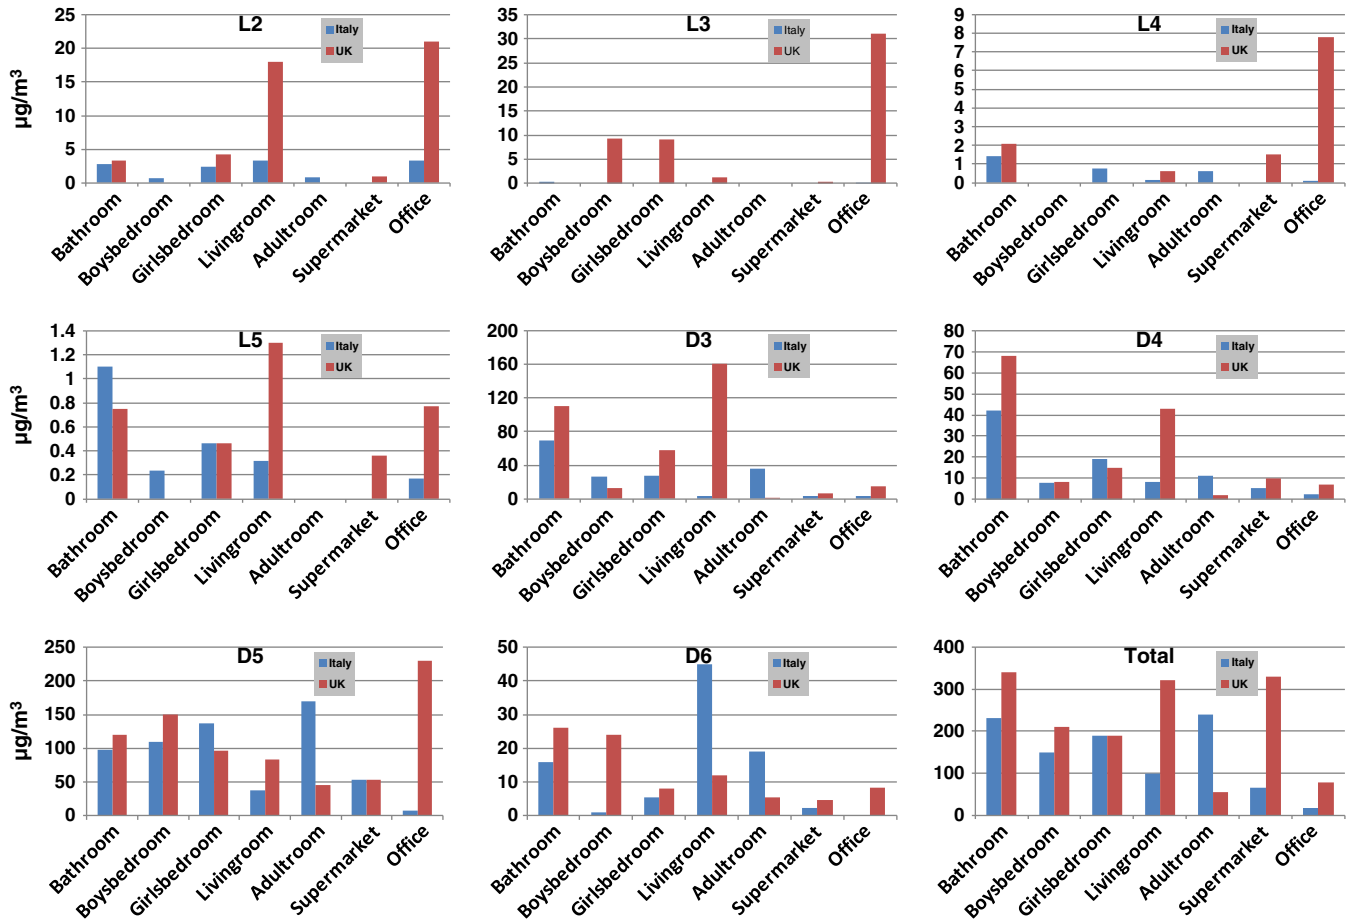 L2
Italy
UK
µg/m³
25
20
15
10
5
0
Bathroom
Boysbedroom
Girlsbedroom
Livingroom
Adultroom
Supermarket
Office
L3
Italy
UK
35
30
25
20
15
10
5
0
Bathroom
Boysbedroom
Girlsbedroom
Livingroom
Adultroom
Supermarket
Office
L4
Italy
UK
9
8
7
6
5
4
3
2
1
0
Bathroom
Boysbedroom
Girlsbedroom
Livingroom
Adultroom
Supermarket
Office
L5
Italy
UK
µg/m³
1.4
1.2
1
0.8
0.6
0.4
0.2
0
Bathroom
Boysbedroom
Girlsbedroom
Livingroom
Adultroom
Supermarket
Office
D3
Italy
UK
200
160
120
80
40
0
Bathroom
Boysbedroom
Girlsbedroom
Livingroom
Adultroom
Supermarket
Office
D4
Italy
UK
80
70
60
50
40
30
20
10
0
Bathroom
Boysbedroom
Girlsbedroom
Livingroom
Adultroom
Supermarket
Office
D5
Italy
UK
µg/m³
250
200
150
100
50
0
Bathroom
Boysbedroom
Girlsbedroom
Livingroom
Adultroom
Supermarket
Office
D6
Italy
UK
50
40
30
20
10
0
Bathroom
Boysbedroom
Girlsbedroom
Livingroom
Adultroom
Supermarket
Office
Total
Italy
UK
400
300
200
100
0
Bathroom
Boysbedroom
Girlsbedroom
Livingroom
Adultroom
Supermarket
Office